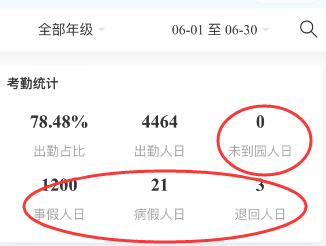 全部年级 06-01 至 06-30
考勤统计
78.48% 4464 0
出勤占比 出勤人日 未到园人日
1200 21 3
事假人日 病假人日 退回人日